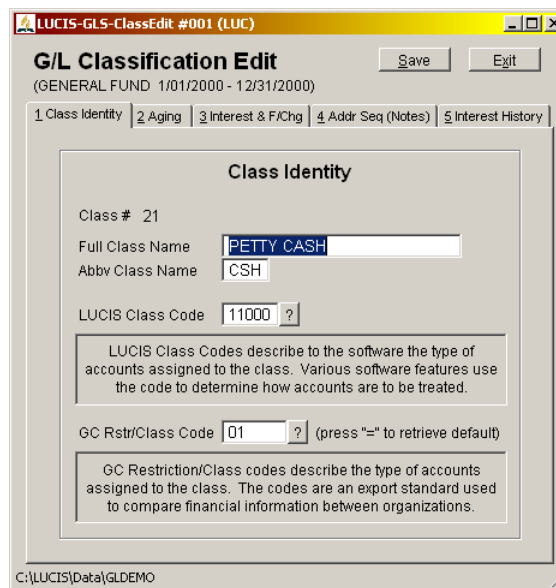 LUCIS-GLS-ClassEdit #001 (LUC)
G/L Classification Edit
Save
Exit
(GENERAL FUND 1/01/2000 - 12/31/2000)
1 Class Identity
2 Aging
3 Interest & F/Chg
4 Addr Seq (Notes)
5 Interest History
Class Identity
Class # 21
Full Class Name PETTY CASH
Abbv Class Name CSH
LUCIS Class Code 11000 ?
LUCIS Class Codes describe to the software the type of
accounts assigned to the class. Various software features use
the code to determine how accounts are to be treated.
GC Rstr/Class Code 01 ? (press "=" to retrieve default)
GC Restriction/Class codes describe the type of accounts
assigned to the class. The codes are an export standard used
to compare financial information between organizations.
C:\LUCIS\Data\GLDEMO